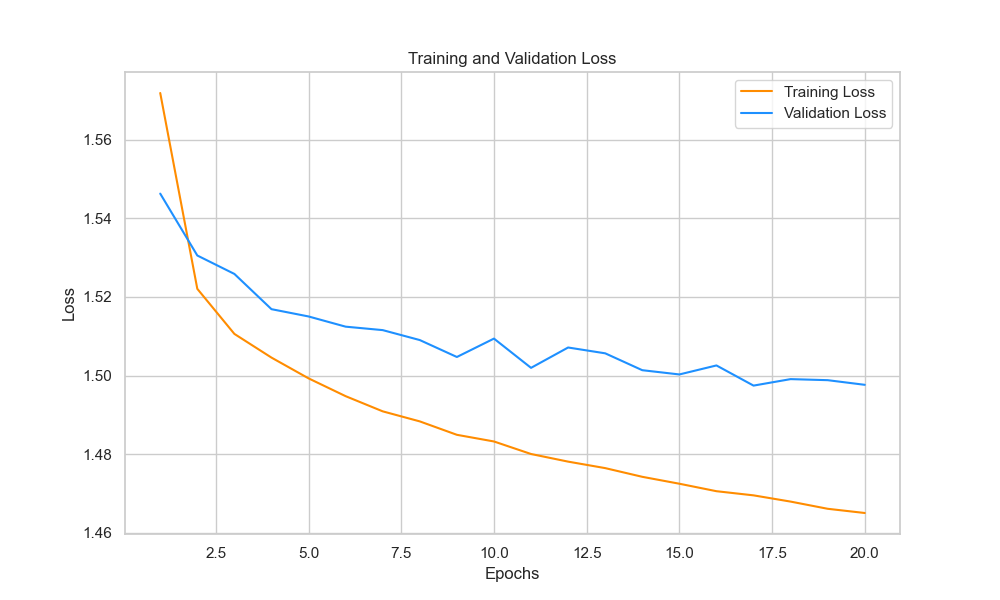 Training and Validation Loss
Training Loss
Validation Loss
1.56
1.54
1.52
1.50
1.48
1.46
Loss
2.5 5.0 7.5 10.0 12.5 15.0 17.5 20.0
Epochs